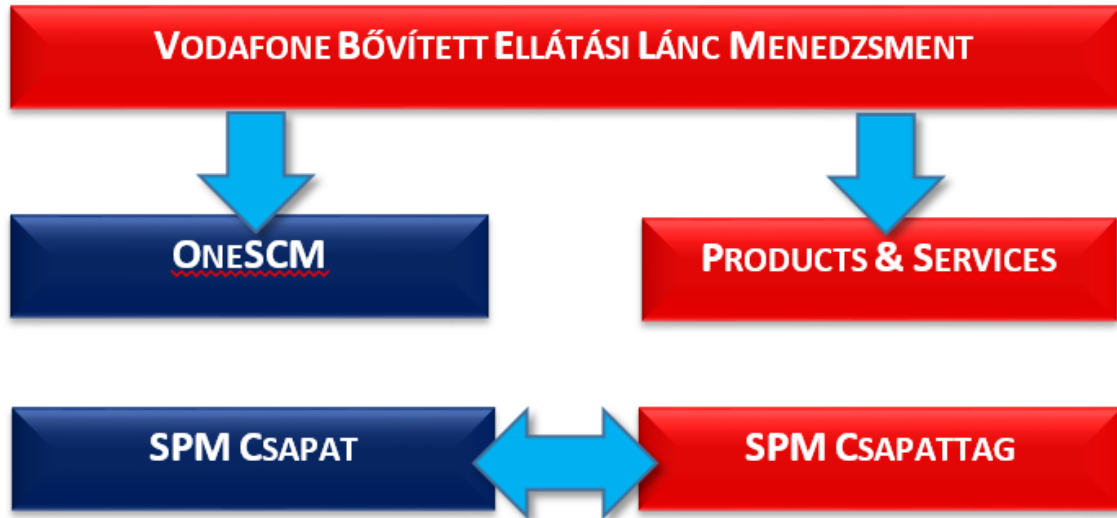 VODAFONE BŐVÍTETT ELLÁTÁSI LÁNC MENEDZSMENT
ONESCM
PRODUCTS & SERVICES
SPM CSAPAT
SPM CSAPATTAG